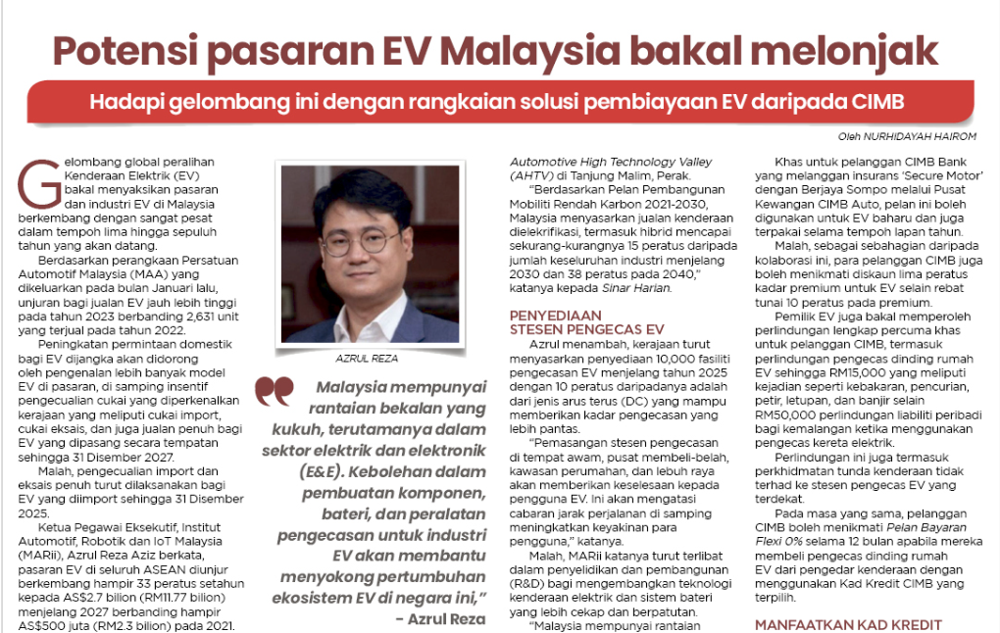 Potensi pasaran EV Malaysia bakal melonjak
Hadapi gelombang ini dengan rangkaian solusi pembiayaan EV daripada CIMB
Oleh NURHIDAYAH HAIROM
Gelombang global peralihan
Kenderaan Elektrik (EV)
bakal menyaksikan pasaran
dan industri EV di Malaysia
berkembang dengan sangat pesat
dalam tempoh lima hingga sepuluh
tahun yang akan datang.
Berdasarkan perangkaan Persatuan
Automotif Malaysia (MAA) yang
dikeluarkan pada bulan Januari lalu,
unjuran bagi jualan EV jauh lebih tinggi
pada tahun 2023 berbanding 2,631 unit
yang terjual pada tahun 2022.
Peningkatan permintaan domestik
bagi EV dijangka akan didorong
oleh pengenalan lebih banyak model
EV di pasaran, di samping insentif
pengecualian cukai yang diperkenalkan
kerajaan yang meliputi cukai import,
cukai eksais, dan juga jualan penuh bagi
EV yang dipasang secara tempatan
sehingga 31 Disember 2027.
Malah, pengecualian import dan
eksais penuh turut dilaksanakan bagi
EV yang diimport sehingga 31 Disember
2025.
Ketua Pegawai Eksekutif, Institut
Automotif, Robotik dan IoT Malaysia
(MARii), Azrul Reza Aziz berkata,
pasaran EV di seluruh ASEAN diunjur
berkembang hampir 33 peratus setahun
kepada AS$2.7 bilion (RM11.77 bilion)
menjelang 2027 berbanding hampir
AS$500 juta (RM2.3 bilion) pada 2021.
AZRUL REZA
Malaysia mempunyai
rantaian bekalan yang
kukuh, terutamanya dalam
sektor elektrik dan elektronik
(E&E). Kebolehan dalam
pembuatan komponen,
bateri, dan peralatan
pengecasan untuk industri
EV akan membantu
menyokong pertumbuhan
ekosistem EV di negara ini,”
- Azrul Reza
Automotive High Technology Valley
(AHTV) di Tanjung Malim, Perak.
“Berdasarkan Pelan Pembangunan
Mobiliti Rendah Karbon 2021-2030,
Malaysia menyasarkan jualan kenderaan
dielekrifikasi, termasuk hibrid mencapai
sekurang-kurangnya 15 peratus daripada
jumlah keseluruhan industri menjelang
2030 dan 38 peratus pada 2040,”
katanya kepada Sinar Harian.
PENYEDIAAN
STESEN PENGECAS EV
Azrul menambah, kerajaan turut
menyasarkan penyediaan 10,000 fasiliti
pengecasan EV menjelang tahun 2025
dengan 10 peratus daripadanya adalah
dari jenis arus terus (DC) yang mampu
memberikan kadar pengecasan yang
lebih pantas.
“Pemasangan stesen pengecasan
di tempat awam, pusat membeli-belah,
kawasan perumahan, dan lebuh raya
akan memberikan keselesaan kepada
pengguna EV. Ini akan mengatasi
cabaran jarak perjalanan di samping
meningkatkan keyakinan para
pengguna,” katanya.
Malah, MARii katanya turut terlibat
dalam penyelidikan dan pembangunan
(R&D) bagi mengembangkan teknologi
kenderaan elektrik dan sistem bateri
yang lebih cekap dan berpatutan.
“Malaysia mempunyai rantaian
Khas untuk pelanggan CIMB Bank
yang melanggan insurans ‘Secure Motor’
dengan Berjaya Sompo melalui Pusat
Kewangan CIMB Auto, pelan ini boleh
digunakan untuk EV baharu dan juga
terpakai selama tempoh lapan tahun.
Malah, sebagai sebahagian daripada
kolaborasi ini, para pelanggan CIMB juga
boleh menikmati diskaun lima peratus
kadar premium untuk EV selain rebat
tunai 10 peratus pada premium.
Pemilik EV juga bakal memperoleh
perlindungan lengkap percuma khas
untuk pelanggan CIMB, termasuk
perlindungan pengecas dinding rumah
EV sehingga RM15,000 yang meliputi
kejadian seperti kebakaran, pencurian,
petir, letupan, dan banjir selain
RM50,000 perlindungan liabiliti peribadi
bagi kemalangan ketika menggunakan
pengecas kereta elektrik.
Perlindungan ini juga termasuk
perkhidmatan tunda kenderaan tidak
terhad ke stesen pengecas EV yang
terdekat.
Pada masa yang sama, pelanggan
CIMB boleh menikmati Pelan Bayaran
Flexi 0% selama 12 bulan apabila mereka
membeli pengecas dinding rumah
EV dari pengedar kenderaan dengan
menggunakan Kad Kredit CIMB yang
terpilih.
MANFAATKAN KAD KREDIT